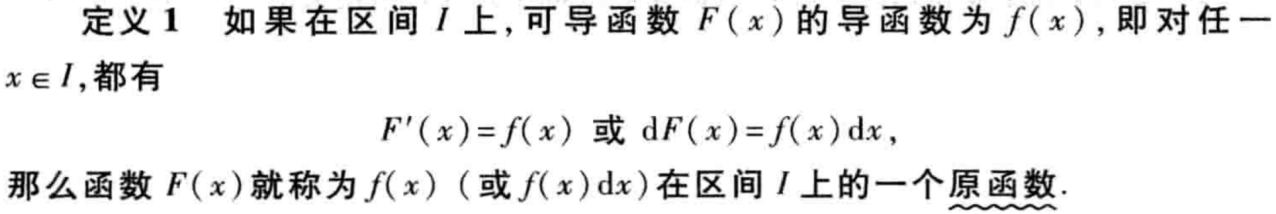 定义 1 如果在区间 I 上,可导函数 F(x)的导函数为 f(x),即对任一
x∈I,都有
F′(x)=f(x) 或 dF(x)=f(x)dx,
那么函数 F(x)就称为 f(x) (或 f(x)dx)在区间 I 上的一个原函数.